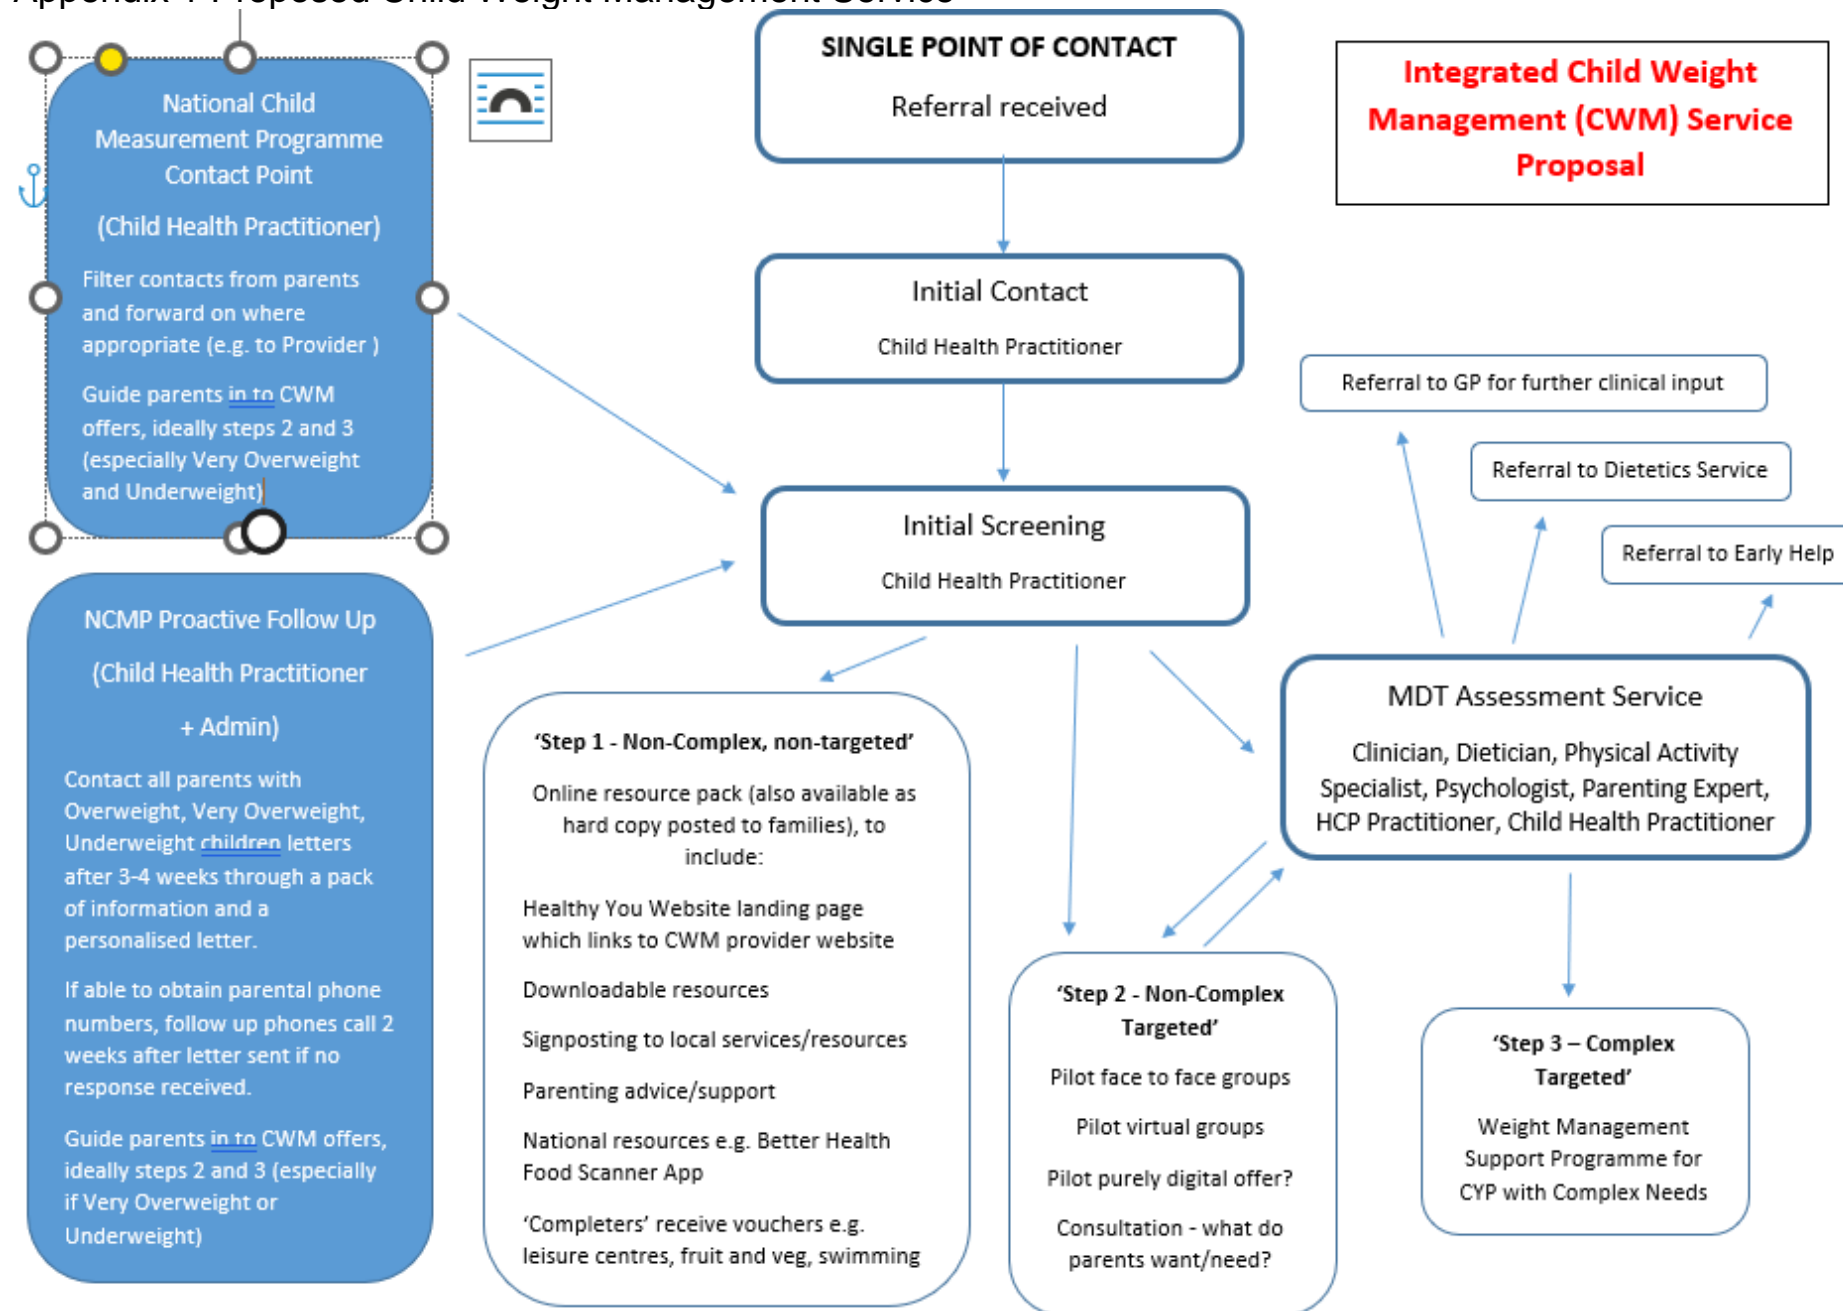 Appendix 1 Proposed Child Weight Management Service
National Child
Measurement Programme
Contact Point
(Child Health Practitioner)
Filter contacts from parents
and forward on where
appropriate (e.g. to Provider )
Guide parents in to CWM
offers, ideally steps 2 and 3
(especially Very Overweight
and Underweight)
NCMP Proactive Follow Up
(Child Health Practitioner
+ Admin)
Contact all parents with
Overweight, Very Overweight,
Underweight children letters
after 3-4 weeks through a pack
of information and a
personalised letter.
If able to obtain parental phone
numbers, follow up phones call 2
weeks after letter sent if no
response received.
Guide parents in to CWM offers,
ideally steps 2 and 3 (especially
if Very Overweight or
Underweight)
SINGLE POINT OF CONTACT
Referral received
Initial Contact
Child Health Practitioner
Initial Screening
Child Health Practitioner
Integrated Child Weight
Management (CWM) Service
Proposal
Referral to GP for further clinical input
Referral to Dietetics Service
Referral to Early Help
MDT Assessment Service
Clinician, Dietician, Physical Activity
Specialist, Psychologist, Parenting Expert,
HCP Practitioner, Child Health Practitioner
‘Step 1 - Non-Complex, non-targeted’
Online resource pack (also available as
hard copy posted to families), to
include:
Healthy You Website landing page
which links to CWM provider website
Downloadable resources
Signposting to local services/resources
Parenting advice/support
National resources e.g. Better Health
Food Scanner App
‘Completers’ receive vouchers e.g.
leisure centres, fruit and veg, swimming
‘Step 2 - Non-Complex
Targeted’
Pilot face to face groups
Pilot virtual groups
Pilot purely digital offer?
Consultation - what do
parents want/need?
‘Step 3 – Complex
Targeted’
Weight Management
Support Programme for
CYP with Complex Needs